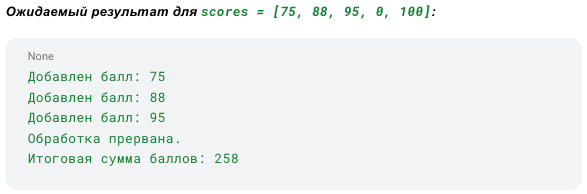 Ожидаемый результат для scores = [75, 88, 95, 0, 100]:
None
Добавлен балл: 75
Добавлен балл: 88
Добавлен балл: 95
Обработка прервана.
Итоговая сумма баллов: 258